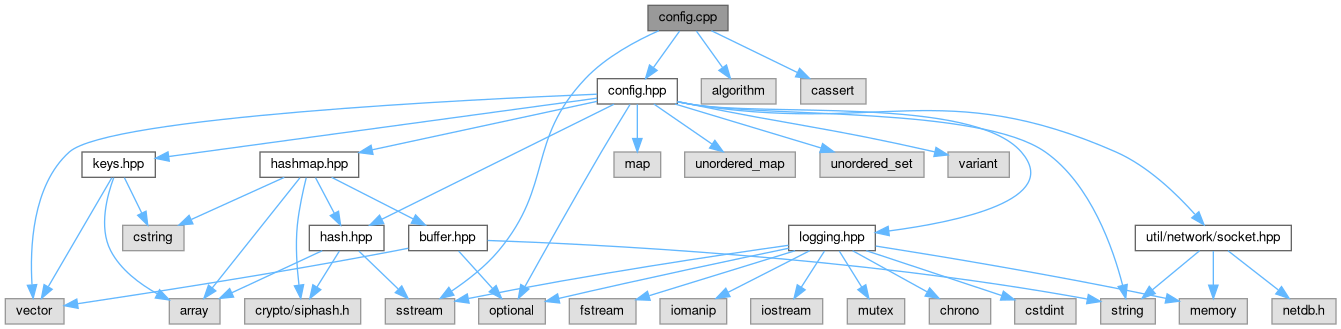 config.cpp
config.hpp
algorithm
cassert
keys.hpp
hashmap.hpp
map
unordered_map
unordered_set
variant
cstring
hash.hpp
buffer.hpp
logging.hpp
util/network/socket.hpp
vector
array
crypto/siphash.h
sstream
optional
fstream
iomanip
iostream
mutex
chrono
cstdint
string
memory
netdb.h